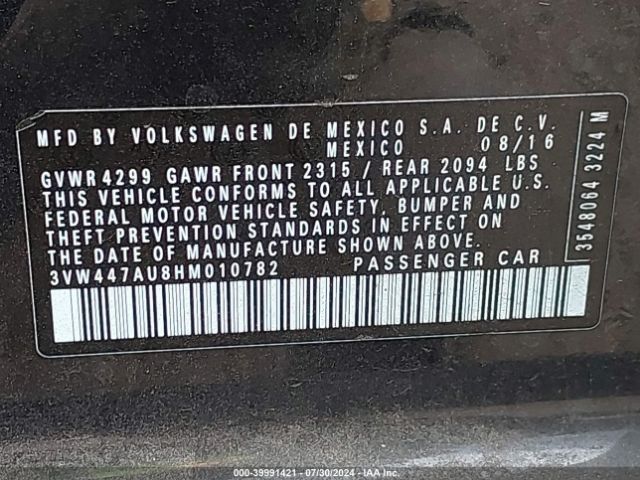 MFD BY VOLKSWAGEN DE MEXICO S.A. DE C.V.
MEXICO 08/16
GVWR 4299 GAWR FRONT 2315 / REAR 2094 LBS
THIS VEHICLE CONFORMS TO ALL APPLICABLE U.S.
FEDERAL MOTOR VEHICLE SAFETY, BUMPER AND
THEFT PREVENTION STANDARDS IN EFFECT ON
THE DATE OF MANUFACTURE SHOWN ABOVE.
3VW447AU8HM010782 PASSENGER CAR
3548064 3224 M
000-39991421 - 07/30/2024 - IAA Inc.